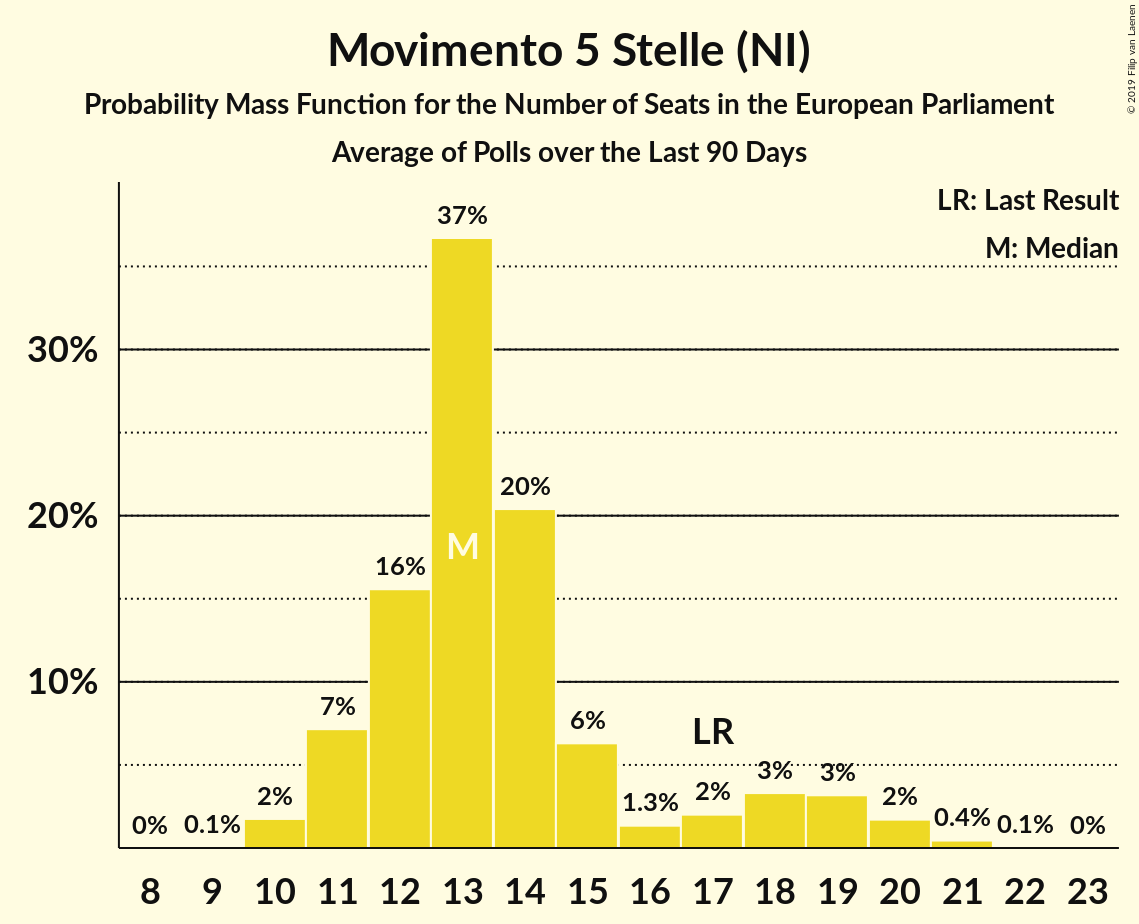 Movimento 5 Stelle (NI)
Probability Mass Function for the Number of Seats in the European Parliament
Average of Polls over the Last 90 Days
© 2019 Filip van Laenen
LR: Last Result
M: Median
30%
20%
10%
0%
0.1%
2%
7%
16%
37%
M
20%
6%
1.3%
LR
2%
3%
3%
2%
0.4%
0.1%
0%
8 9 10 11 12 13 14 15 16 17 18 19 20 21 22 23